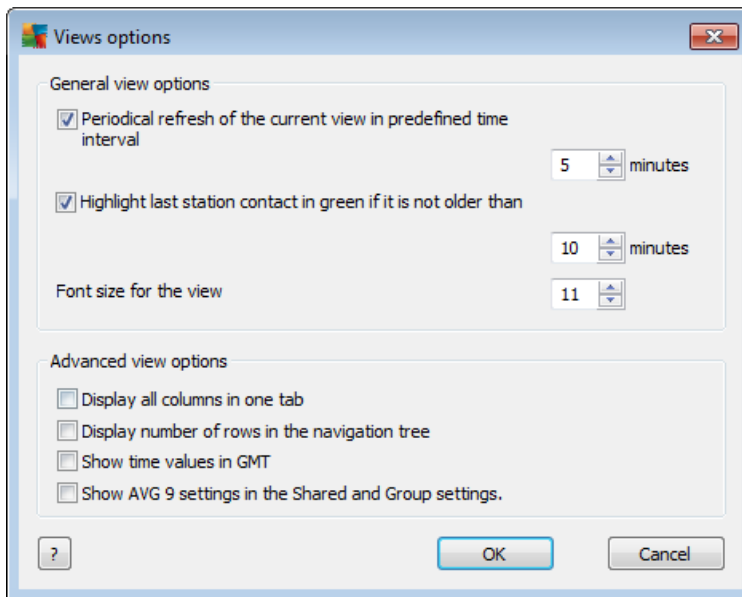 Views options
General view options
Periodical refresh of the current view in predefined time
interval
5 minutes
Highlight last station contact in green if it is not older than
10 minutes
Font size for the view 11
Advanced view options
Display all columns in one tab
Display number of rows in the navigation tree
Show time values in GMT
Show AVG 9 settings in the Shared and Group settings.
? OK Cancel